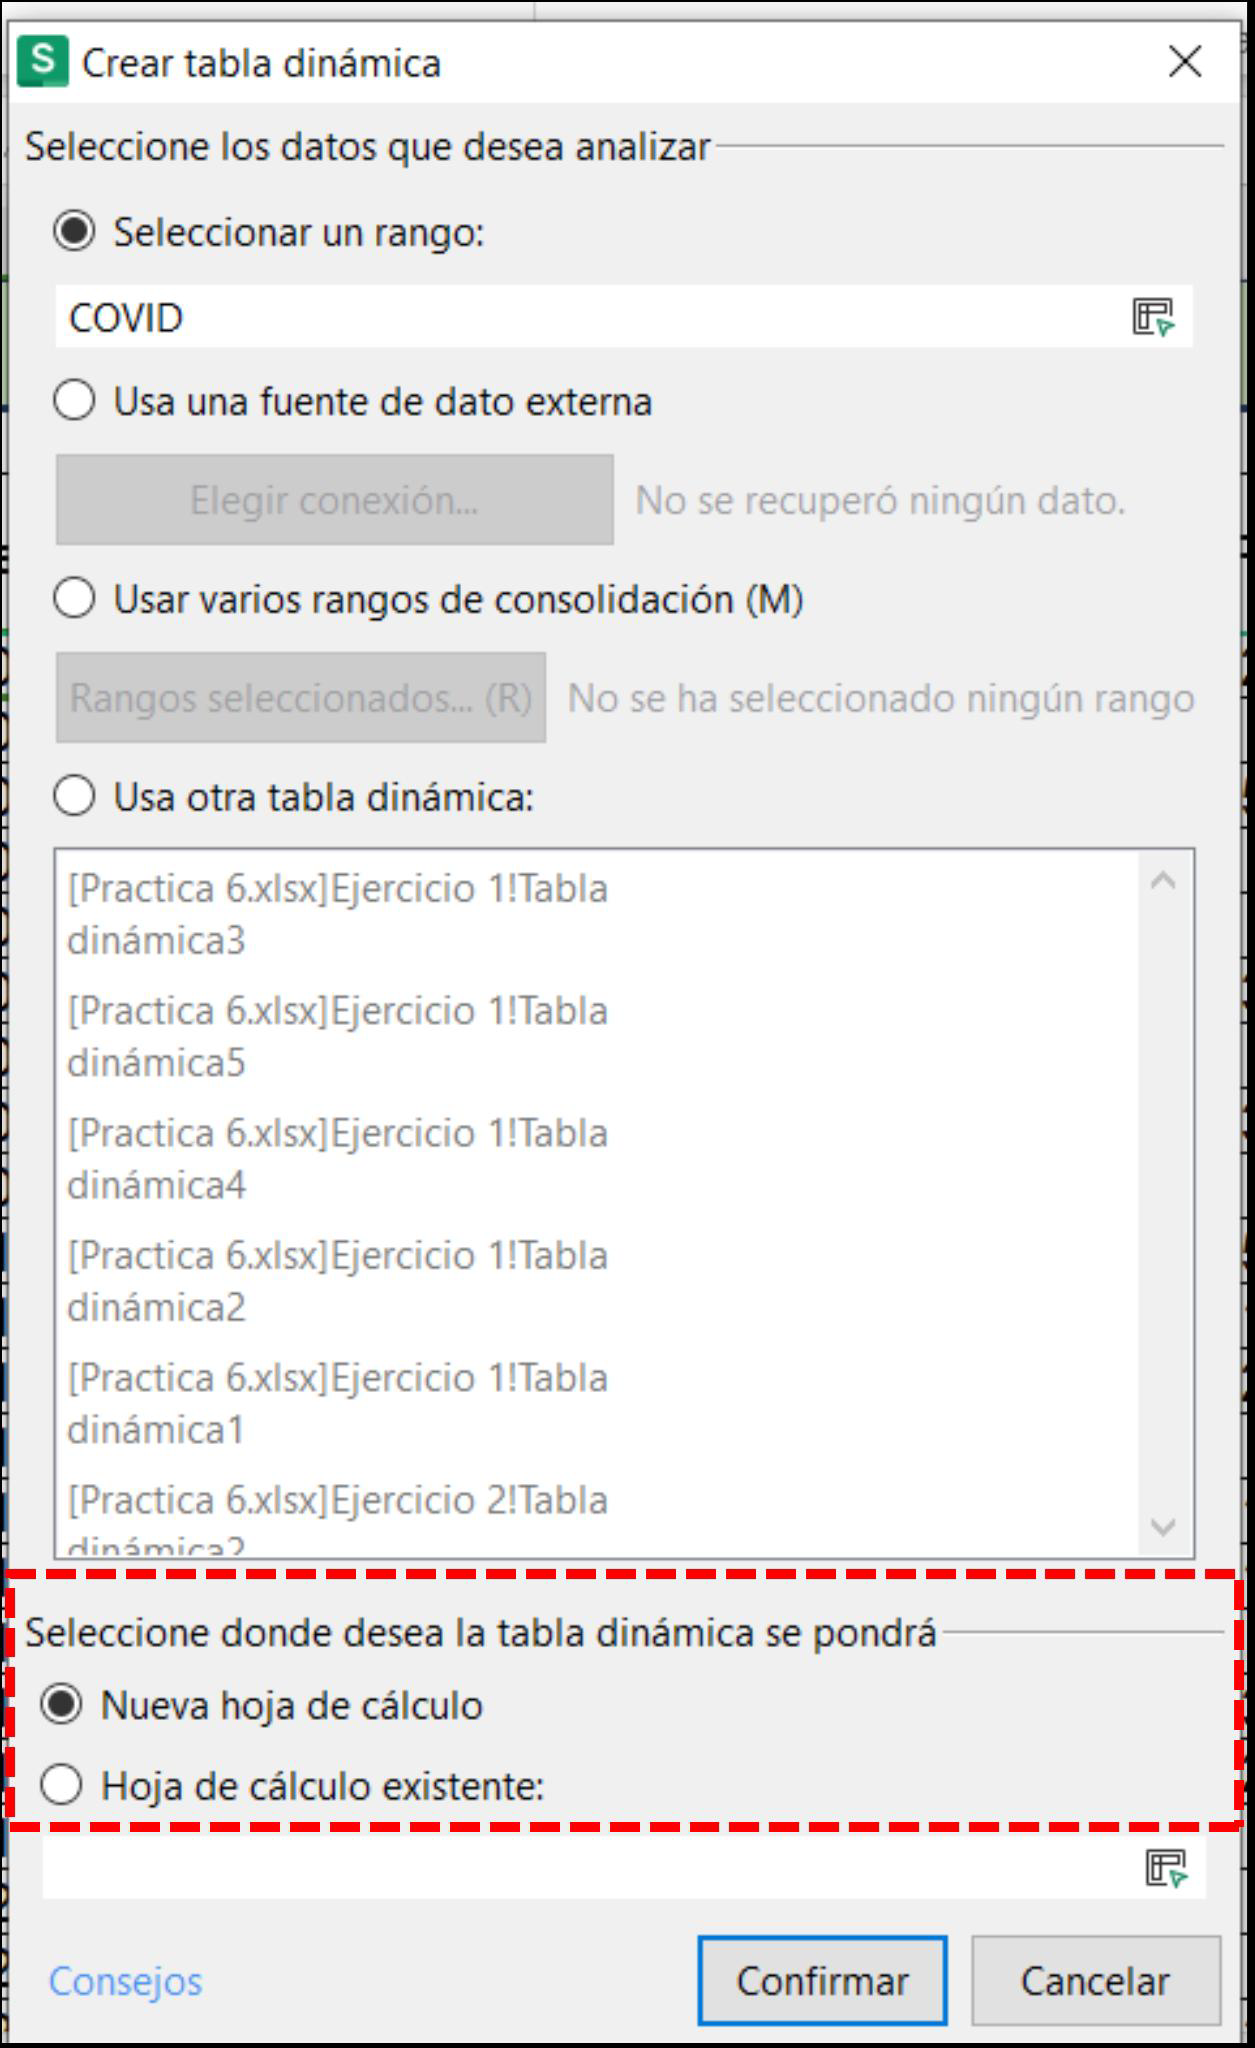 S Crear tabla dinámica
Seleccione los datos que desea analizar
Seleccionar un rango:
COVID
Usa una fuente de dato externa
Elegir conexión... No se recuperó ningún dato.
Usar varios rangos de consolidación (M)
Rangos seleccionados... (R) No se ha seleccionado ningún rango
Usa otra tabla dinámica:
[Practica 6.xlsx]Ejercicio 1!Tabla
dinámica3
[Practica 6.xlsx]Ejercicio 1!Tabla
dinámica5
[Practica 6.xlsx]Ejercicio 1!Tabla
dinámica4
[Practica 6.xlsx]Ejercicio 1!Tabla
dinámica2
[Practica 6.xlsx]Ejercicio 1!Tabla
dinámica1
[Practica 6.xlsx]Ejercicio 2!Tabla
dinámica2
Seleccione donde desea la tabla dinámica se pondrá
Nueva hoja de cálculo
Hoja de cálculo existente:
Consejos Confirmar Cancelar